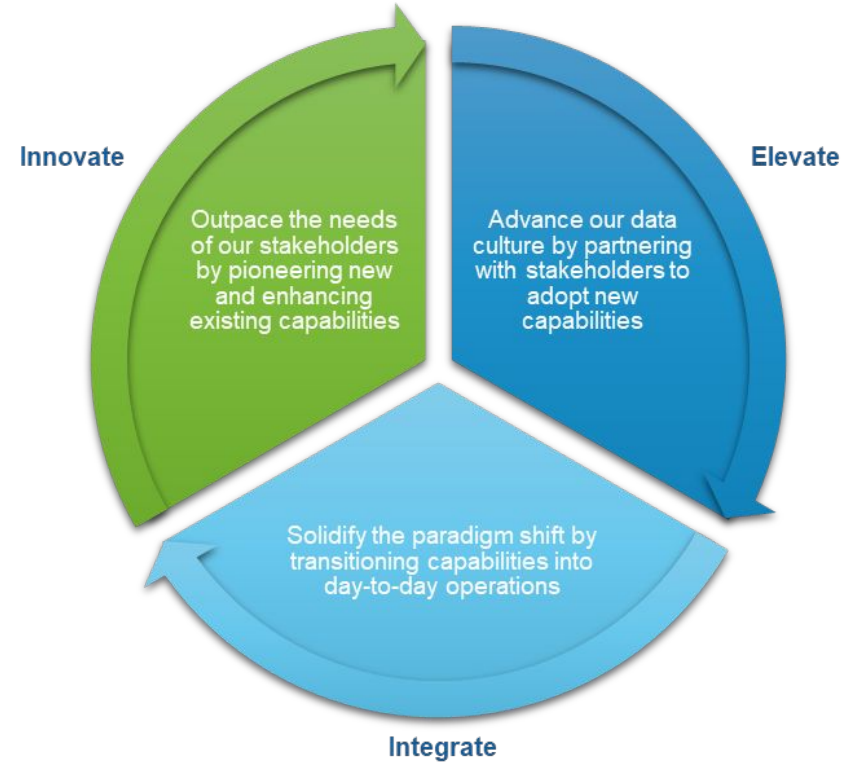 Innovate
Outpace the needs
of our stakeholders
by pioneering new
and enhancing
existing capabilities
Elevate
Advance our data
culture by partnering
with stakeholders to
adopt new
capabilities
Solidify the paradigm shift by
transitioning capabilities into
day-to-day operations
Integrate